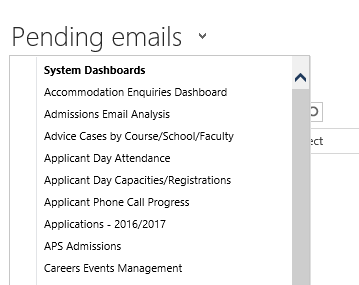 Pending emails
System Dashboards
Accommodation Enquiries Dashboard
Admissions Email Analysis
Advice Cases by Course/School/Faculty
ect
Applicant Day Attendance
Applicant Day Capacities/Registrations
Applicant Phone Call Progress
Applications - 2016/2017
APS Admissions
Careers Events Management